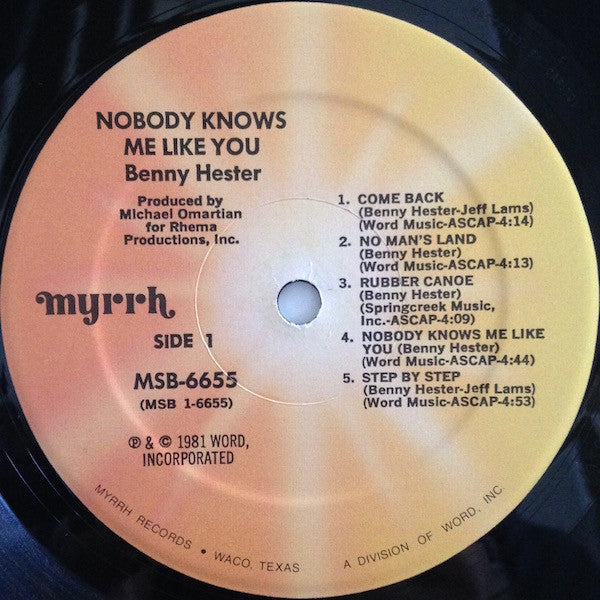 NOBODY KNOWS
ME LIKE YOU
Benny Hester
Produced by
Michael Omartian
for Rhema
Productions, Inc.
myrrh
SIDE 1
MSB-6655
(MSB 1-6655)
℗ & © 1981 WORD,
INCORPORATED
1. COME BACK
(Benny Hester-Jeff Lams)
(Word Music-ASCAP-4:14)
2. NO MAN'S LAND
(Benny Hester)
(Word Music-ASCAP-4:13)
3. RUBBER CANOE
(Benny Hester)
(Springcreek Music,
Inc.-ASCAP-4:09)
4. NOBODY KNOWS ME LIKE
YOU (Benny Hester)
(Word Music-ASCAP-4:44)
5. STEP BY STEP
(Benny Hester-Jeff Lams)
(Word Music-ASCAP-4:53)
MYRRH RECORDS • WACO, TEXAS A DIVISION OF WORD, INC.